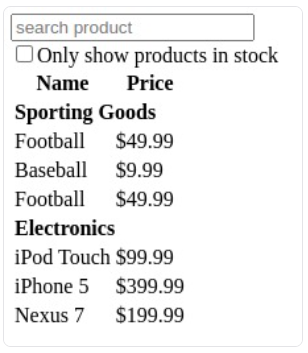 search product
Only show products in stock
Name Price
Sporting Goods
Football $49.99
Baseball $9.99
Football $49.99
Electronics
iPod Touch $99.99
iPhone 5 $399.99
Nexus 7 $199.99